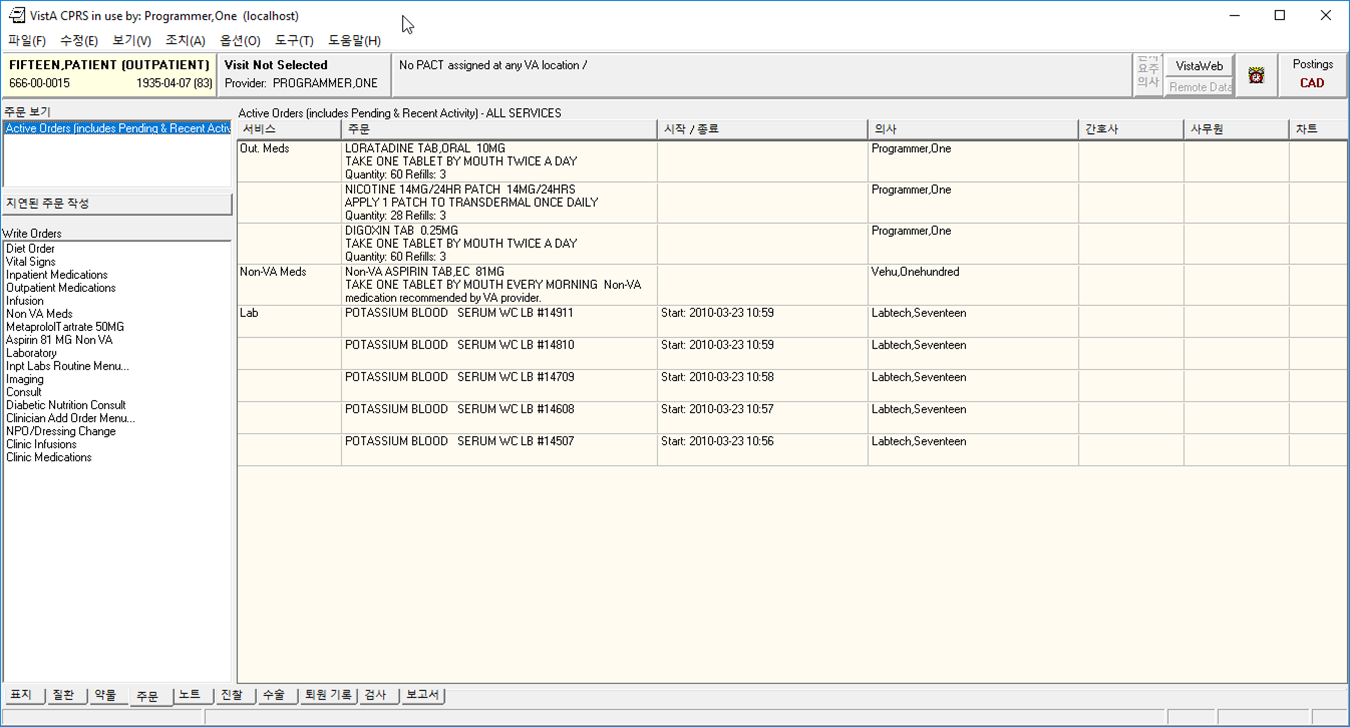 VistA CPRS in use by: Programmer,One (localhost)
파일(F) 수정(E) 보기(V) 조치(A) 옵션(O) 도구(T) 도움말(H)
FIFTEEN,PATIENT (OUTPATIENT)
666-00-0015 1935-04-07 (83)
Visit Not Selected
Provider: PROGRAMMER,ONE
No PACT assigned at any VA location /
요주
의사
VistaWeb
Remote Data
Postings
CAD
주문 보기
Active Orders (includes Pending & Recent Activ
지연된 주문 작성
Write Orders
Diet Order
Vital Signs
Inpatient Medications
Outpatient Medications
Infusion
Non VA Meds
MetaprololTartrate 50MG
Aspirin 81 MG Non VA
Laboratory
Inpt Labs Routine Menu...
Imaging
Consult
Diabetic Nutrition Consult
Clinician Add Order Menu...
NPO/Dressing Change
Clinic Infusions
Clinic Medications
Active Orders (includes Pending & Recent Activity) - ALL SERVICES
서비스 주문 시작 / 종료 의사 간호사 사무원 차트
Out. Meds LORATADINE TAB,ORAL 10MG Programmer,One
TAKE ONE TABLET BY MOUTH TWICE A DAY
Quantity: 60 Refills: 3
NICOTINE 14MG/24HR PATCH 14MG/24HRS Programmer,One
APPLY 1 PATCH TO TRANSDERMAL ONCE DAILY
Quantity: 28 Refills: 3
DIGOXIN TAB 0.25MG Programmer,One
TAKE ONE TABLET BY MOUTH TWICE A DAY
Quantity: 60 Refills: 3
Non-VA Meds Non-VA ASPIRIN TAB,EC 81MG Vehu,Onehundred
TAKE ONE TABLET BY MOUTH EVERY MORNING Non-VA
medication recommended by VA provider.
Lab POTASSIUM BLOOD SERUM WC LB #14911 Start: 2010-03-23 10:59 Labtech,Seventeen
POTASSIUM BLOOD SERUM WC LB #14810 Start: 2010-03-23 10:59 Labtech,Seventeen
POTASSIUM BLOOD SERUM WC LB #14709 Start: 2010-03-23 10:58 Labtech,Seventeen
POTASSIUM BLOOD SERUM WC LB #14608 Start: 2010-03-23 10:57 Labtech,Seventeen
POTASSIUM BLOOD SERUM WC LB #14507 Start: 2010-03-23 10:56 Labtech,Seventeen
표지 질환 약물 주문 노트 진찰 수술 퇴원 기록 검사 보고서